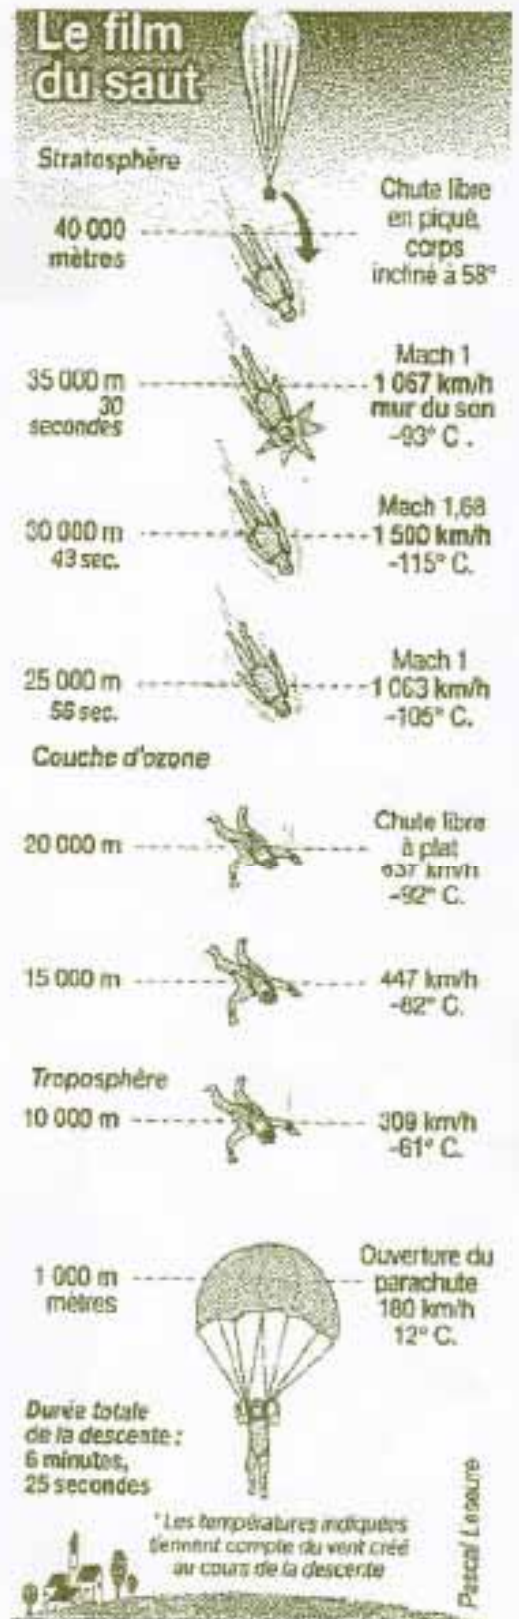 Le film
du saut
Stratosphère
40 000
mètres
Chute libre
en piqué,
corps
incliné à 58°
35 000 m
30
secondes
Mach 1
1 067 km/h
mur du son
-93° C.
30 000 m
43 sec.
Mach 1,68
1 500 km/h
-115° C.
25 000 m
56 sec.
Mach 1
1 063 km/h
-105° C.
Couche d'ozone
20 000 m
Chute libre
à plat
637 km/h
-92° C.
15 000 m
447 km/h
-82° C.
Troposphère
10 000 m
309 km/h
-61° C.
1 000 m
mètres
Ouverture du
parachute
180 km/h
12° C.
Durée totale
de la descente :
6 minutes,
25 secondes
* Les températures indiquées
tiennent compte du vent créé
au cours de la descente
Pascal